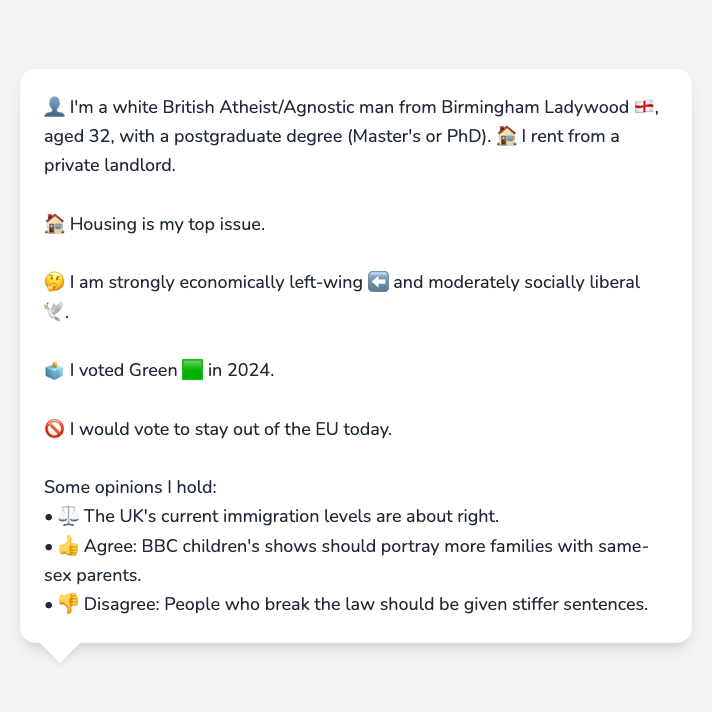 👤 I'm a white British Atheist/Agnostic man from Birmingham Ladywood 🏴󠁧󠁢󠁥󠁮󠁧󠁿,
aged 32, with a postgraduate degree (Master's or PhD). 🏠 I rent from a
private landlord.
🏠 Housing is my top issue.
🤔 I am strongly economically left-wing ⬅️ and moderately socially liberal
🕊️.
🗳️ I voted Green 🟩 in 2024.
🚫 I would vote to stay out of the EU today.
Some opinions I hold:
• ⚖️ The UK's current immigration levels are about right.
• 👍 Agree: BBC children's shows should portray more families with same-
sex parents.
• 👎 Disagree: People who break the law should be given stiffer sentences.